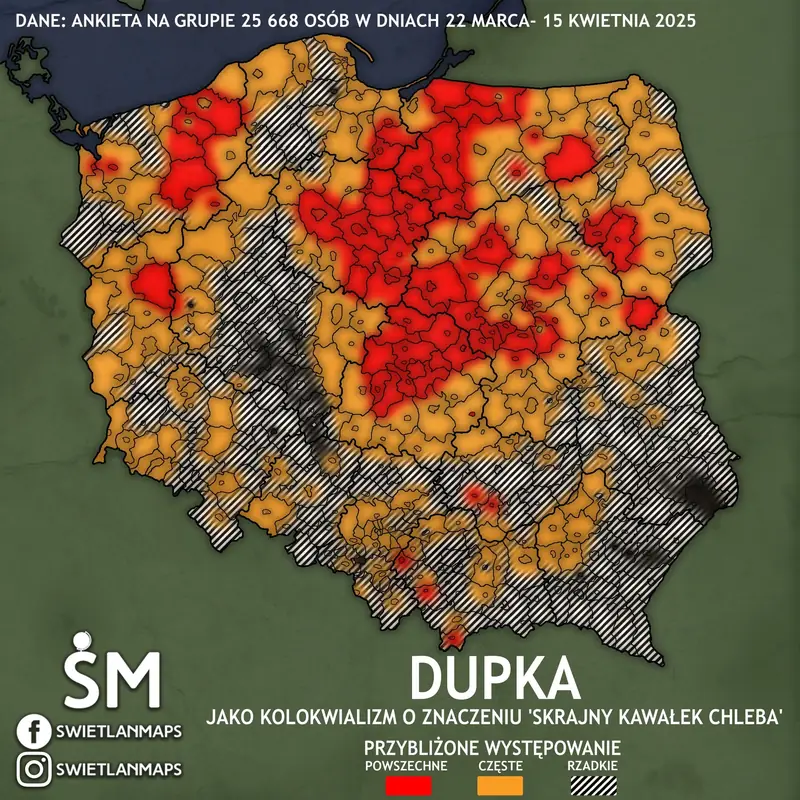 DANE: ANKIETA NA GRUPIE 25 668 OSÓB W DNIACH 22 MARCA- 15 KWIETNIA 2025
ŚM
SWIETLANMAPS
SWIETLANMAPS
DUPKA
JAKO KOLOKWIALIZM O ZNACZENIU 'SKRAJNY KAWAŁEK CHLEBA'
PRZYBLIŻONE WYSTĘPOWANIE
POWSZECHNE CZĘSTE RZADKIE